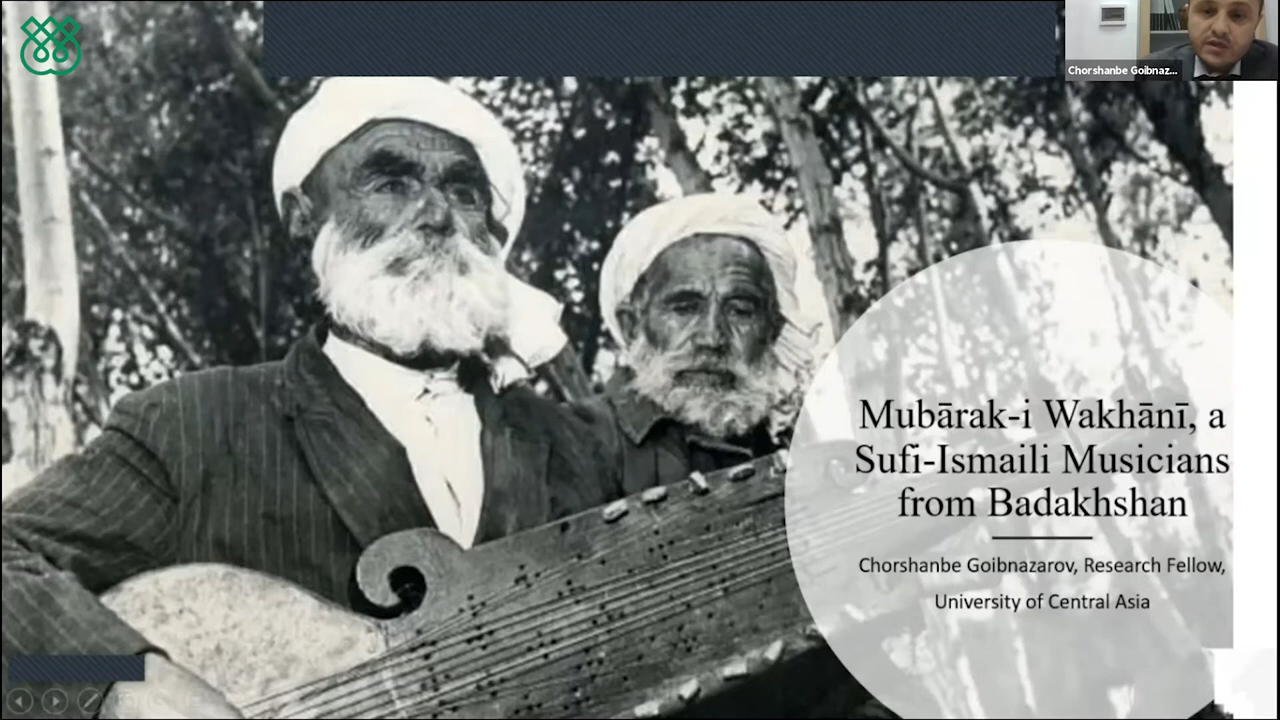 Chorshanbe Goibnaz...
Mubārak-i Wakhānī, a
Sufi-Ismaili Musicians
from Badakhshan
Chorshanbe Goibnazarov, Research Fellow,
University of Central Asia